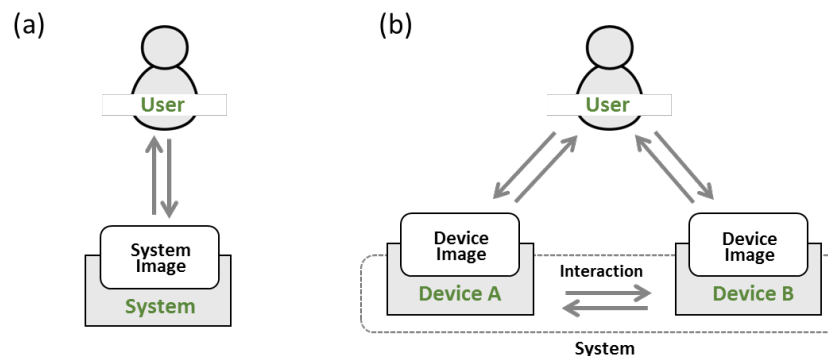 (a)
User
System
Image
System
(b)
User
Device
Image
Device A
Interaction
Device
Image
Device B
System